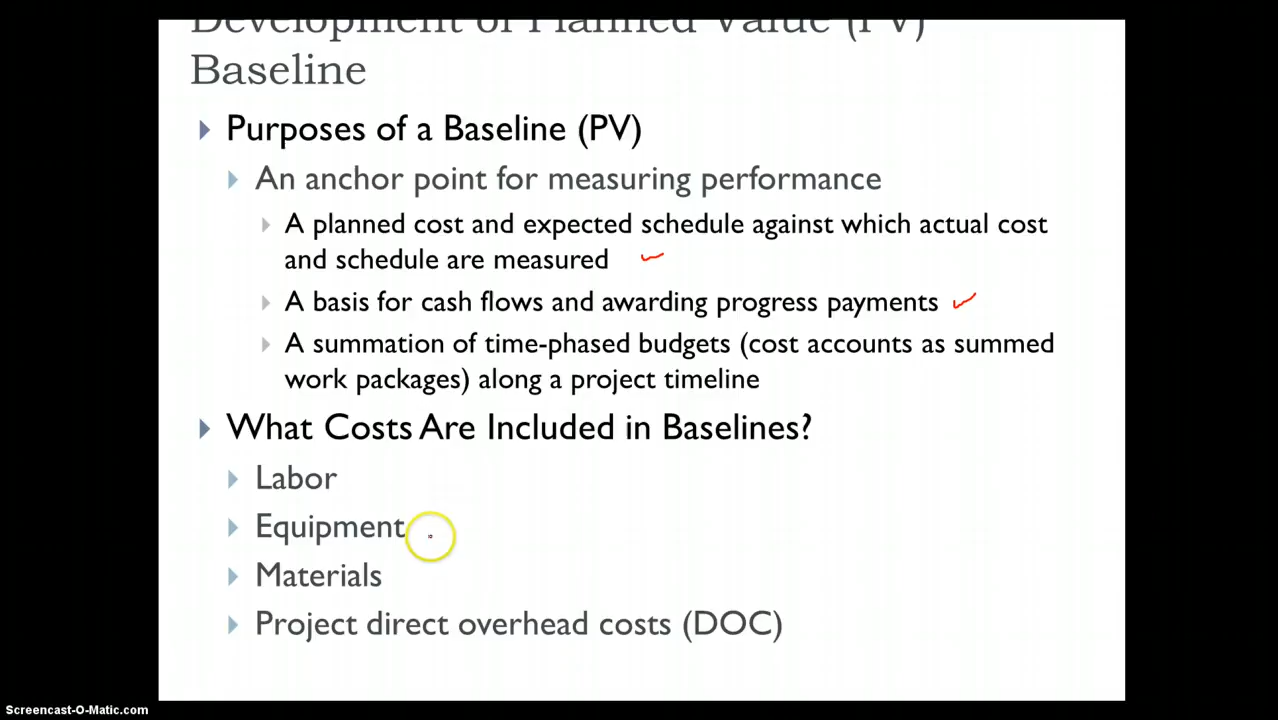 Development of Planned Value (PV)
Baseline
Purposes of a Baseline (PV)
An anchor point for measuring performance
A planned cost and expected schedule against which actual cost
and schedule are measured
A basis for cash flows and awarding progress payments
A summation of time-phased budgets (cost accounts as summed
work packages) along a project timeline
What Costs Are Included in Baselines?
Labor
Equipment
Materials
Project direct overhead costs (DOC)
Screencast-O-Matic.com